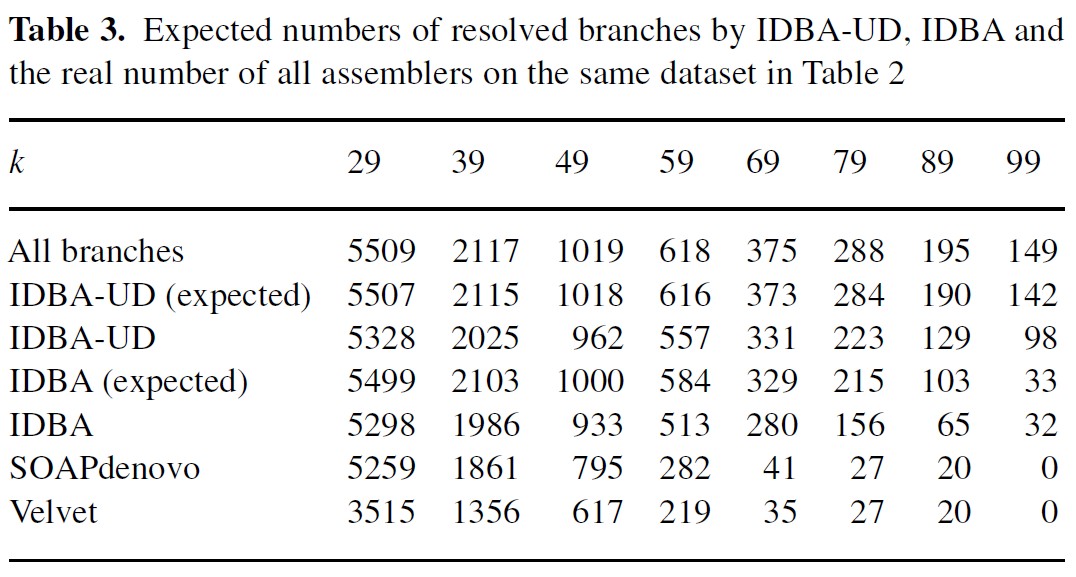 Table 3. Expected numbers of resolved branches by IDBA-UD, IDBA and
the real number of all assemblers on the same dataset in Table 2
k 29 39 49 59 69 79 89 99
All branches 5509 2117 1019 618 375 288 195 149
IDBA-UD (expected) 5507 2115 1018 616 373 284 190 142
IDBA-UD 5328 2025 962 557 331 223 129 98
IDBA (expected) 5499 2103 1000 584 329 215 103 33
IDBA 5298 1986 933 513 280 156 65 32
SOAPdenovo 5259 1861 795 282 41 27 20 0
Velvet 3515 1356 617 219 35 27 20 0